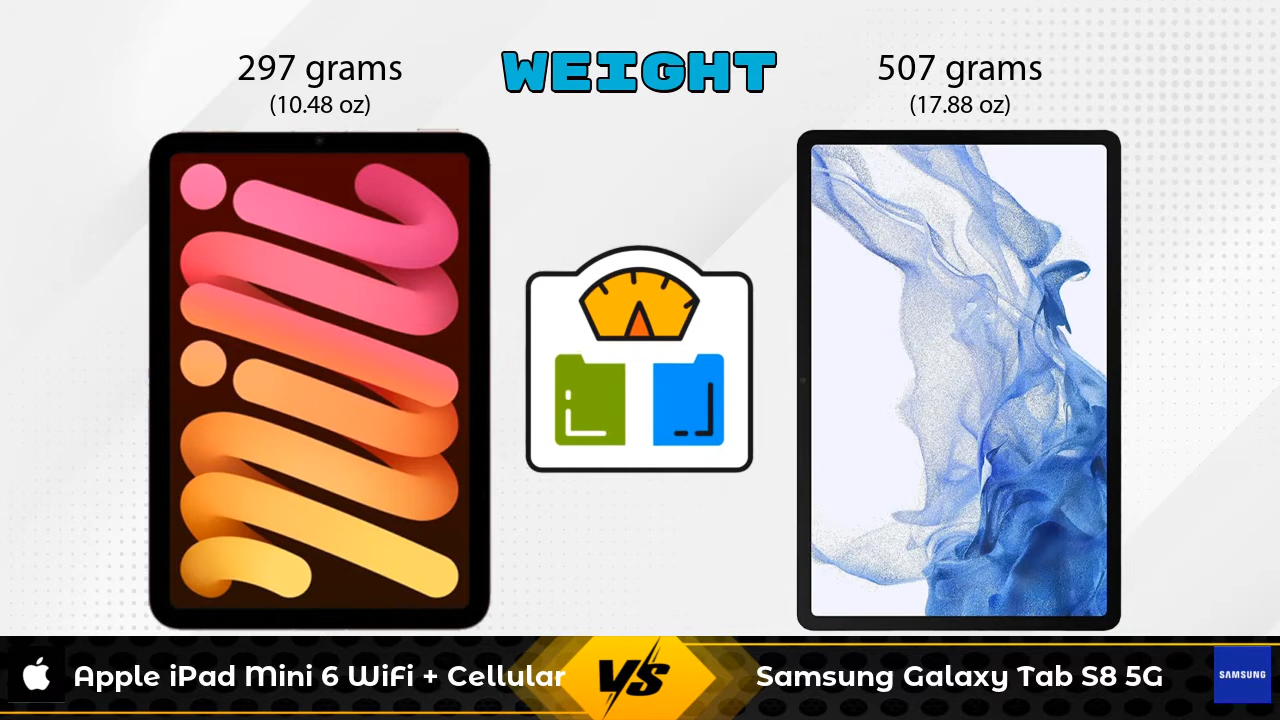 WEIGHT
297 grams
(10.48 oz)
507 grams
(17.88 oz)
Apple iPad Mini 6 WiFi + Cellular
VS
Samsung Galaxy Tab S8 5G
SAMSUNG